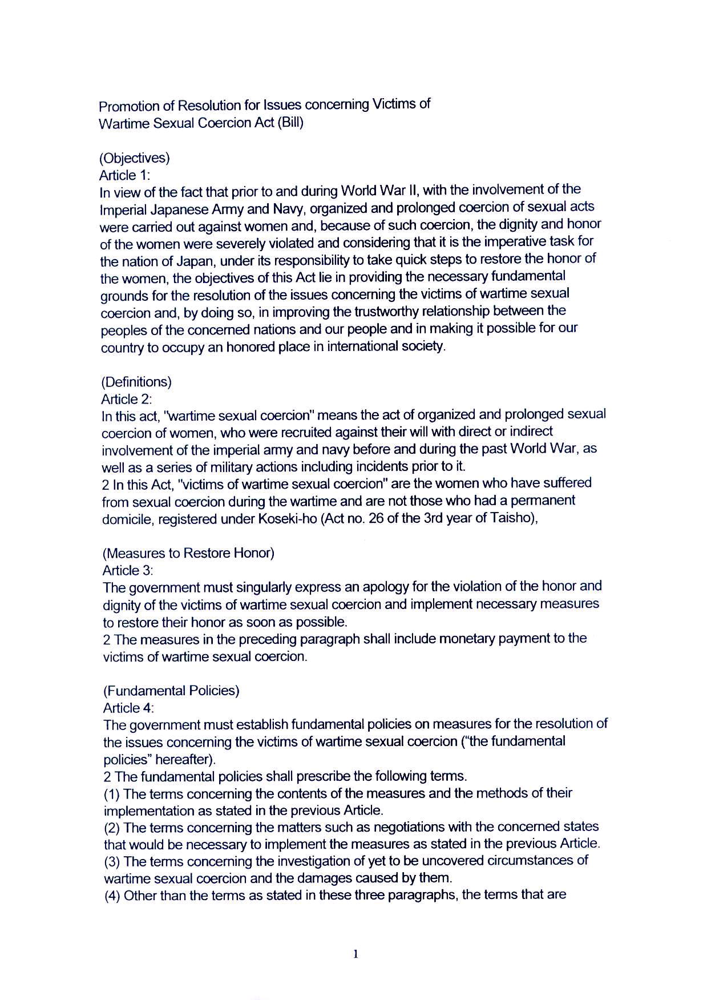 Promotion of Resolution for Issues concerning Victims of
Wartime Sexual Coercion Act (Bill)
(Objectives)
Article 1:
In view of the fact that prior to and during World War II, with the involvement of the
Imperial Japanese Army and Navy, organized and prolonged coercion of sexual acts
were carried out against women and, because of such coercion, the dignity and honor
of the women were severely violated and considering that it is the imperative task for
the nation of Japan, under its responsibility to take quick steps to restore the honor of
the women, the objectives of this Act lie in providing the necessary fundamental
grounds for the resolution of the issues concerning the victims of wartime sexual
coercion and, by doing so, in improving the trustworthy relationship between the
peoples of the concerned nations and our people and in making it possible for our
country to occupy an honored place in international society.
(Definitions)
Article 2:
In this act, "wartime sexual coercion" means the act of organized and prolonged sexual
coercion of women, who were recruited against their will with direct or indirect
involvement of the imperial army and navy before and during the past World War, as
well as a series of military actions including incidents prior to it.
2 In this Act, "victims of wartime sexual coercion" are the women who have suffered
from sexual coercion during the wartime and are not those who had a permanent
domicile, registered under Koseki-ho (Act no. 26 of the 3rd year of Taisho),
(Measures to Restore Honor)
Article 3:
The government must singularly express an apology for the violation of the honor and
dignity of the victims of wartime sexual coercion and implement necessary measures
to restore their honor as soon as possible.
2 The measures in the preceding paragraph shall include monetary payment to the
victims of wartime sexual coercion.
(Fundamental Policies)
Article 4:
The government must establish fundamental policies on measures for the resolution of
the issues concerning the victims of wartime sexual coercion (“the fundamental
policies” hereafter).
2 The fundamental policies shall prescribe the following terms.
(1) The terms concerning the contents of the measures and the methods of their
implementation as stated in the previous Article.
(2) The terms concerning the matters such as negotiations with the concerned states
that would be necessary to implement the measures as stated in the previous Article.
(3) The terms concerning the investigation of yet to be uncovered circumstances of
wartime sexual coercion and the damages caused by them.
(4) Other than the terms as stated in these three paragraphs, the terms that are
1